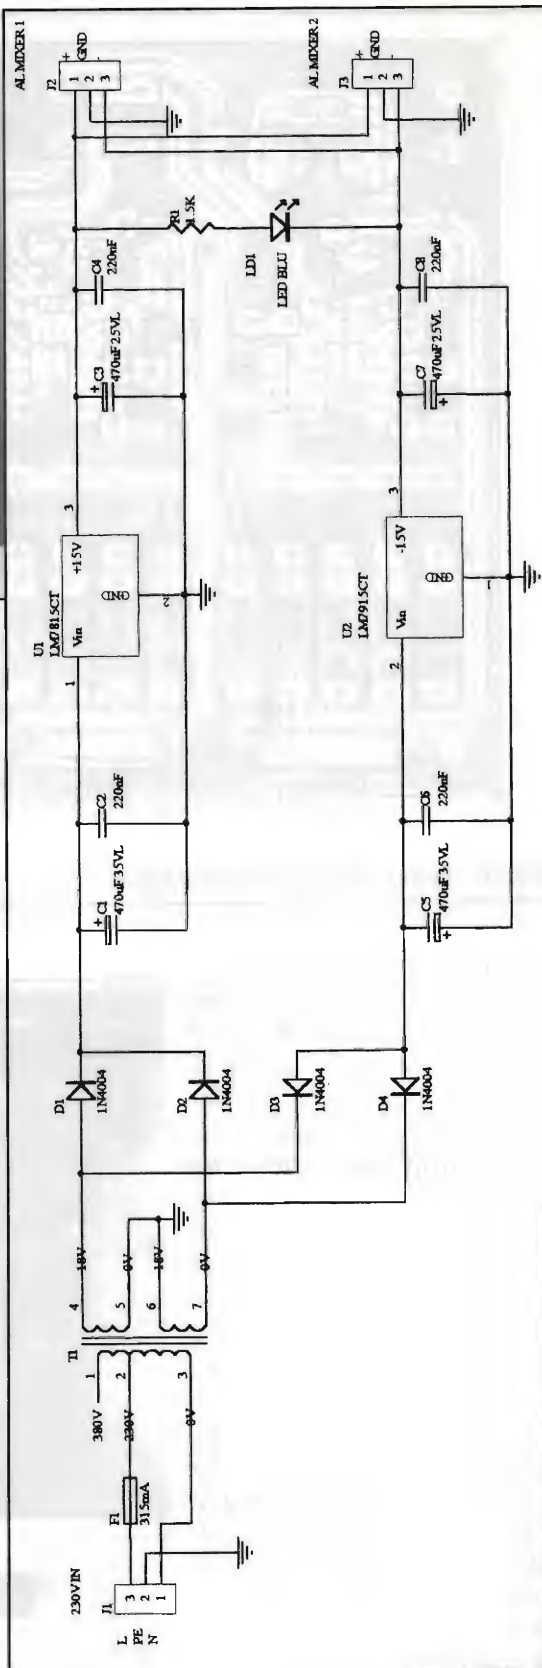 230VIN
J1
L
PE
N
3
2
1
F1
315mA
380V
230V
0V
1
2
3
T1
4
5
6
7
18V
0V
18V
0V
D1
1N4004
D2
1N4004
D3
1N4004
D4
1N4004
+ C1
470uF 35VL
C2
220nF
U1
LM7815CT
1
Vin
+15V
3
GND
2
+ C3
470uF 25VL
C4
220nF
C5
470uF 35VL
+
C6
220nF
U2
LM7915CT
2
Vin
-15V
3
GND
1
C7
470uF 25VL
+
C8
220nF
R1
1.5K
LD1
LED BLU
AL MIXER 1
J2
+
GND
-
1
2
3
AL MIXER 2
J3
+
GND
-
1
2
3